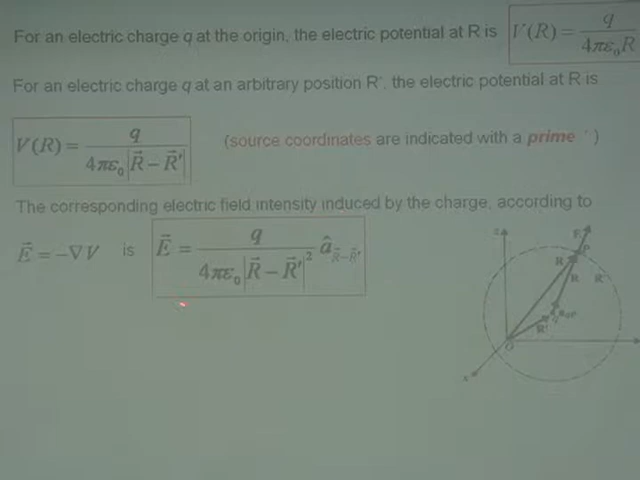 For an electric charge q at the origin, the electric potential at R is V(R) = q / 4πε₀R
For an electric charge q at an arbitrary position R', the electric potential at R is
V(R) = q / 4πε₀|R⃗ − R⃗'| (source coordinates are indicated with a prime ' )
The corresponding electric field intensity induced by the charge, according to
E⃗ = −∇V is E⃗ = q / 4πε₀|R⃗ − R⃗'|² â R⃗−R⃗'
E
P
R
R
R'
O